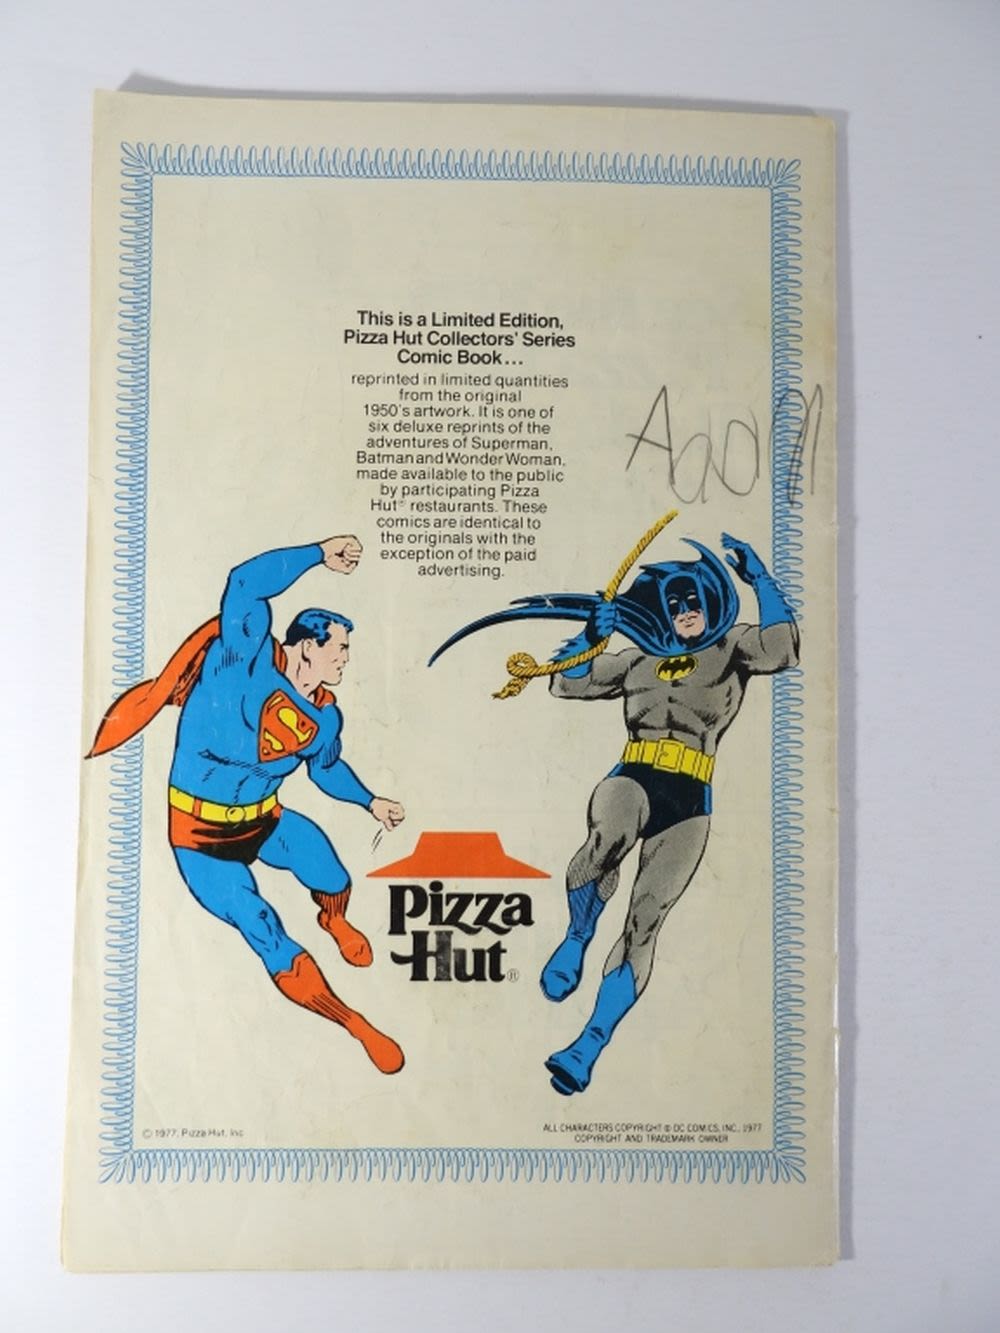 This is a Limited Edition,
Pizza Hut Collectors' Series
Comic Book...
reprinted in limited quantities
from the original
1950's artwork. It is one of
six deluxe reprints of the
adventures of Superman,
Batman and Wonder Woman,
made available to the public
by participating Pizza
Hut® restaurants. These
comics are identical to
the originals with the
exception of the paid
advertising.
Adam
S
Pizza
Hut®
© 1977, Pizza Hut, Inc
ALL CHARACTERS COPYRIGHT © DC COMICS, INC., 1977
COPYRIGHT AND TRADEMARK OWNER